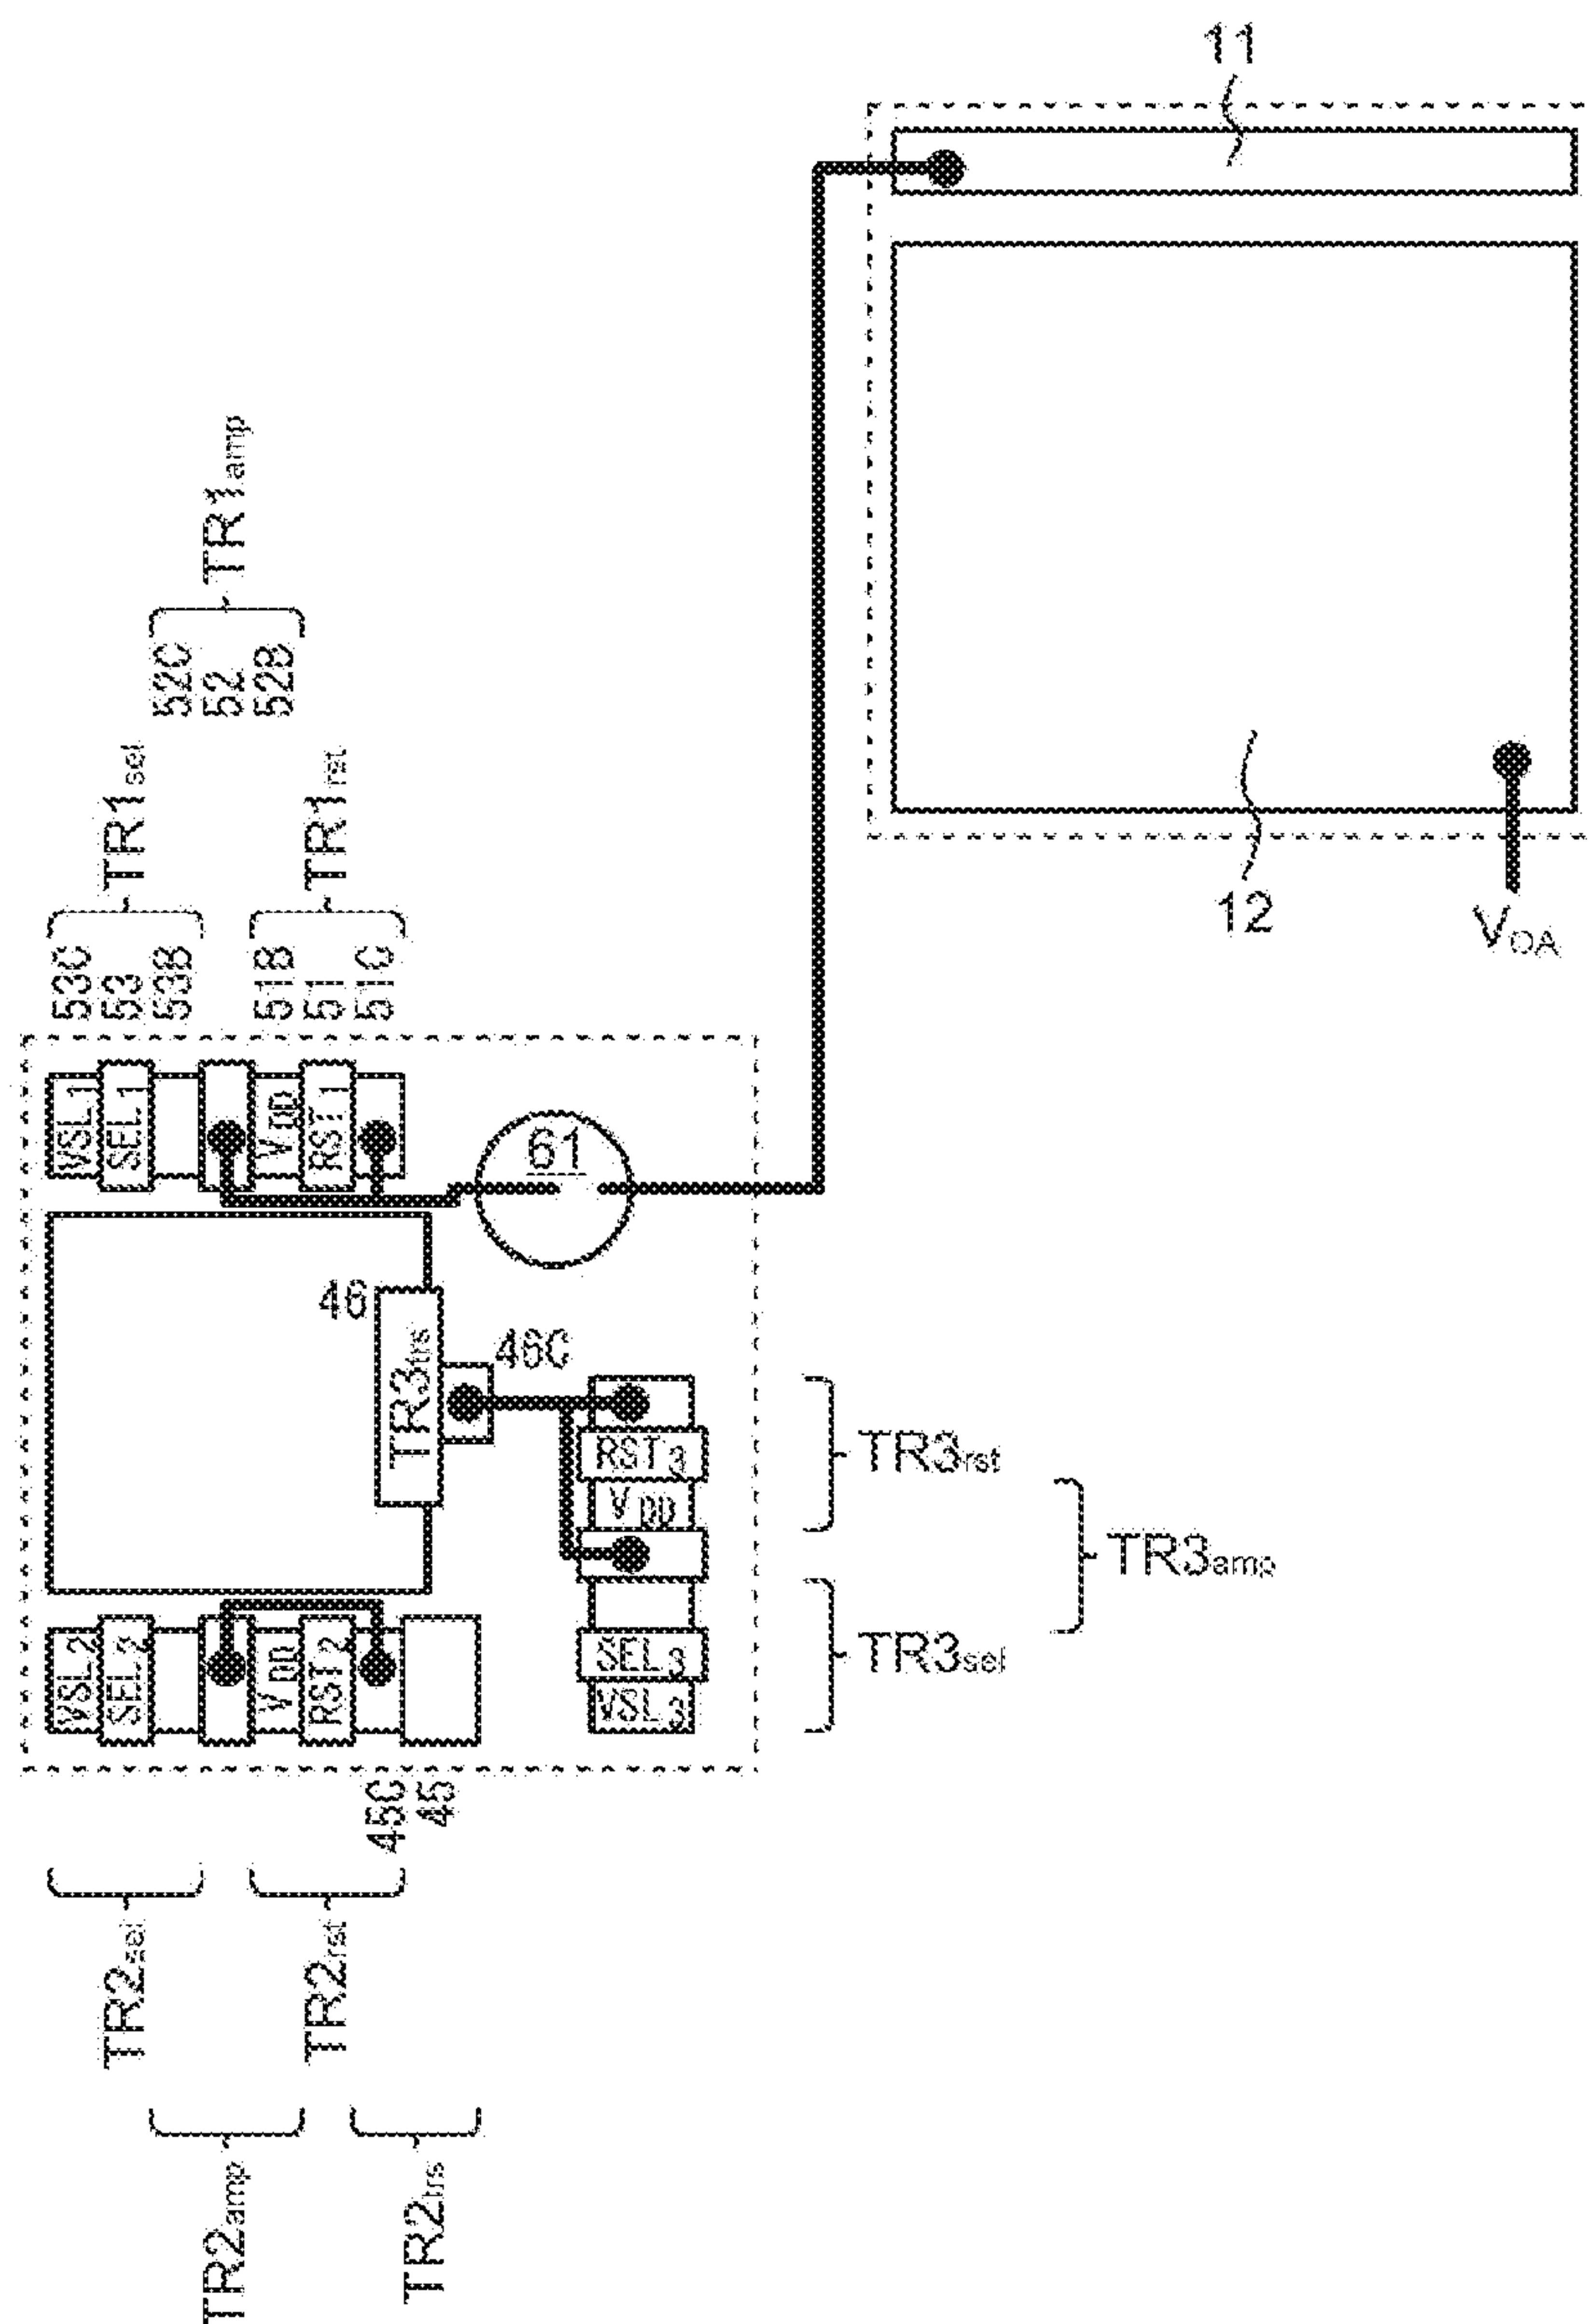 11
12
V_OA
TR1amp
52C
52
52B
TR1sel
TR1rst
53C
53
53B
51B
51
51C
VSL1
SEL1
VDD
RST1
61
46
TR3trs
46C
RST3
VDD
SEL3
VSL3
TR3rst
TR3amp
TR3sel
VSL2
SEL2
VDD
RST2
45C
45
TR2sel
TR2rst
TR2amp
TR2trs